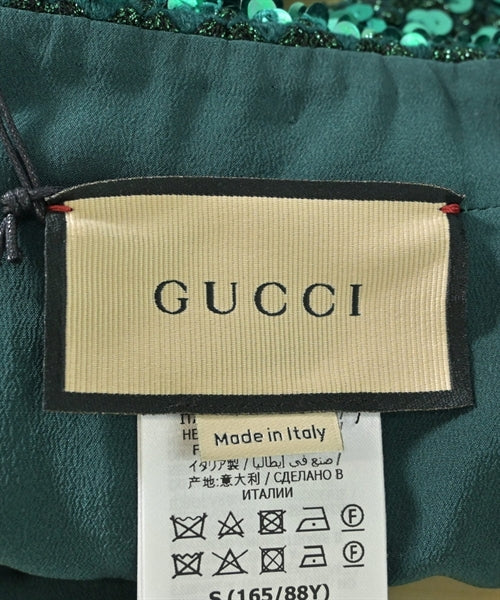 GUCCI
Made in Italy
イタリア製 / صنع في إيطاليا /
产地:意大利 / СДЕЛАНО В
ИТАЛИИ
F
F
S (165/88Y)